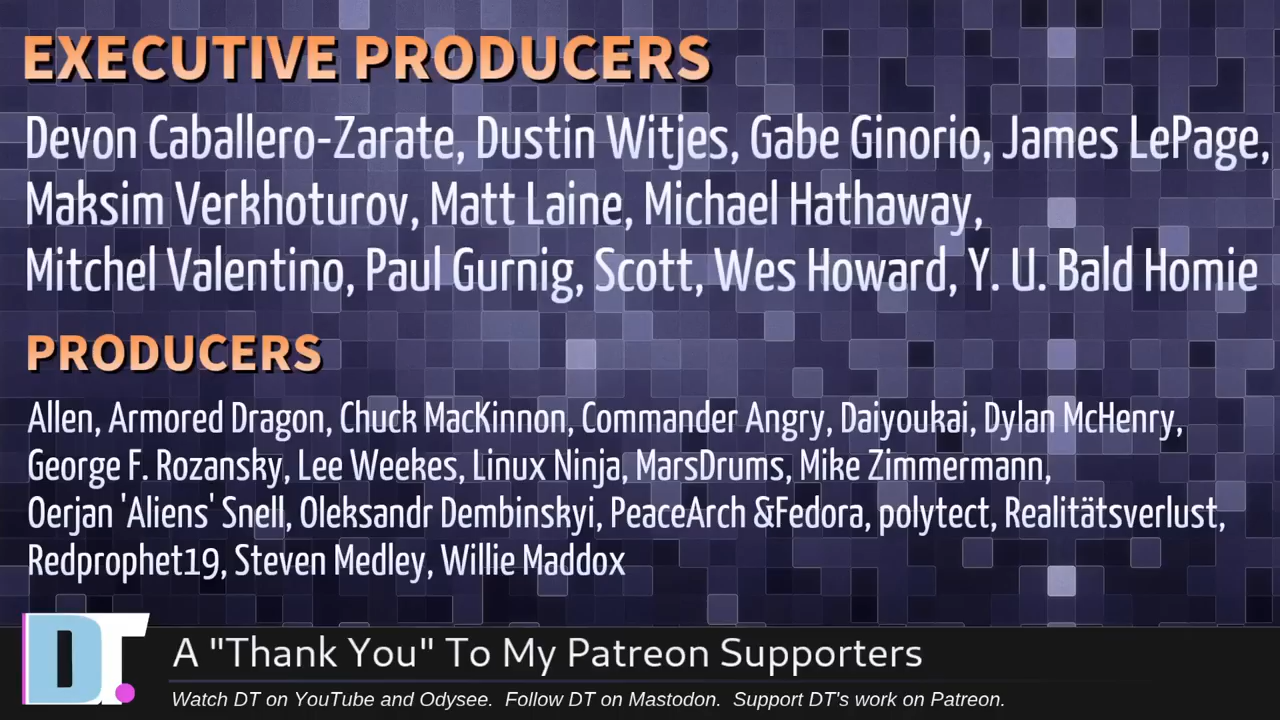 EXECUTIVE PRODUCERS
Devon Caballero-Zarate, Dustin Witjes, Gabe Ginorio, James LePage,
Maksim Verkhoturov, Matt Laine, Michael Hathaway,
Mitchel Valentino, Paul Gurnig, Scott, Wes Howard, Y. U. Bald Homie
PRODUCERS
Allen, Armored Dragon, Chuck MacKinnon, Commander Angry, Daiyoukai, Dylan McHenry,
George F. Rozansky, Lee Weekes, Linux Ninja, MarsDrums, Mike Zimmermann,
Oerjan 'Aliens' Snell, Oleksandr Dembinskyi, PeaceArch &Fedora, polytect, Realitätsverlust,
Redprophet19, Steven Medley, Willie Maddox
DT
A "Thank You" To My Patreon Supporters
Watch DT on YouTube and Odysee. Follow DT on Mastodon. Support DT's work on Patreon.